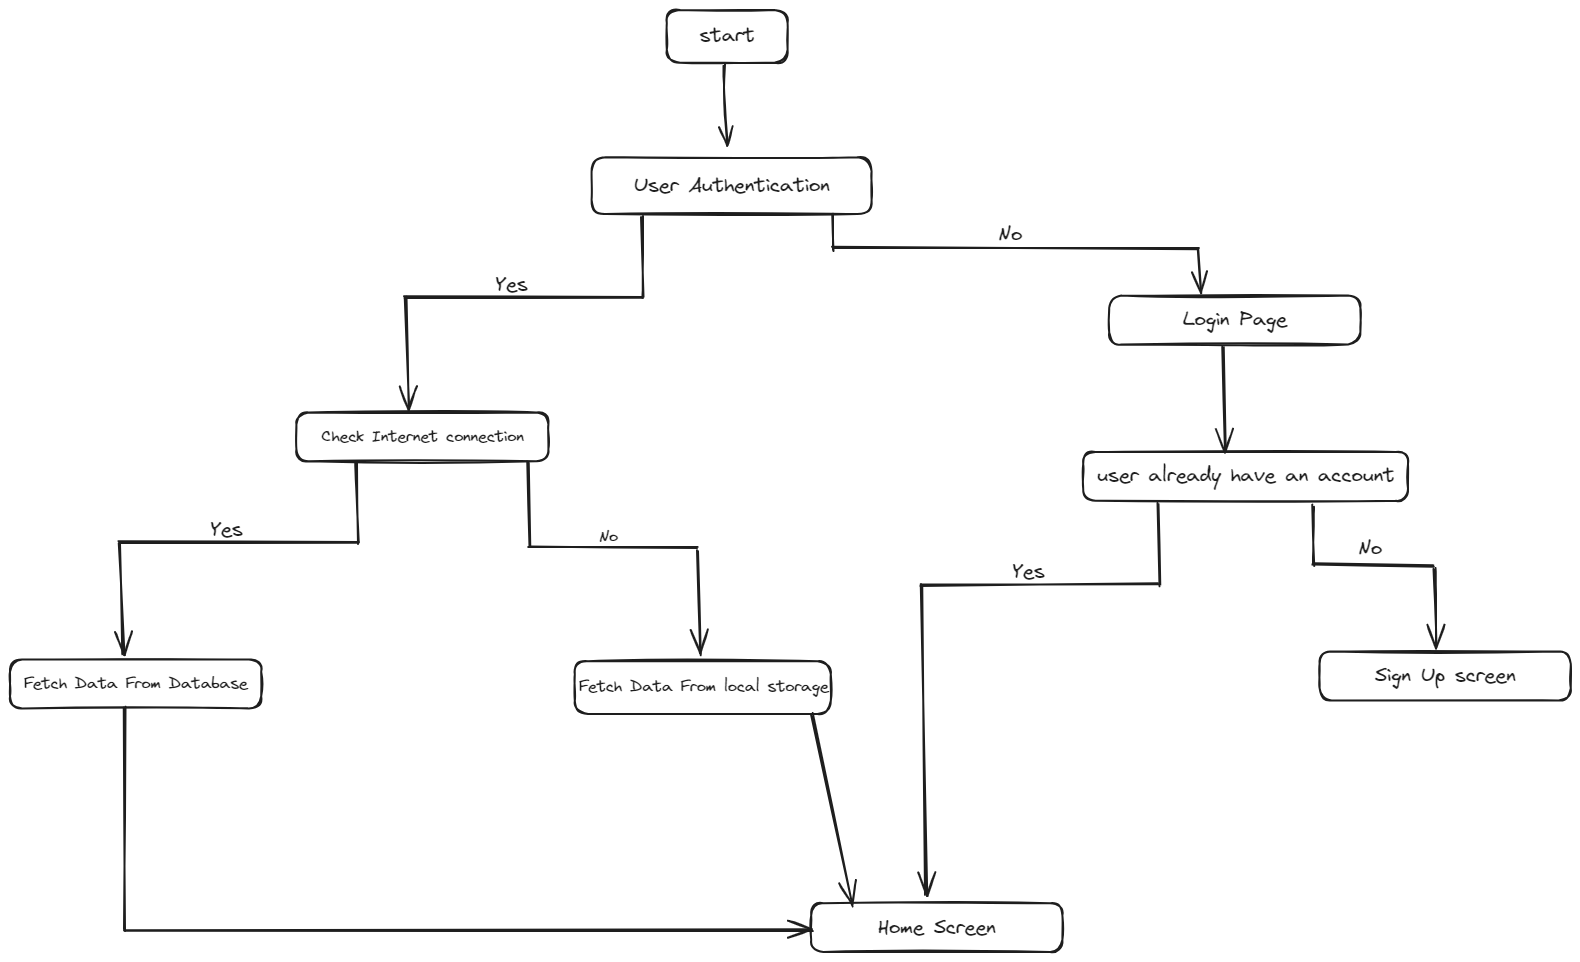 start
User Authentication
No
Yes
Login Page
Check Internet connection
user already have an account
Yes
No
No
Yes
Fetch Data From Database
Fetch Data From local storage
Sign Up screen
Home Screen